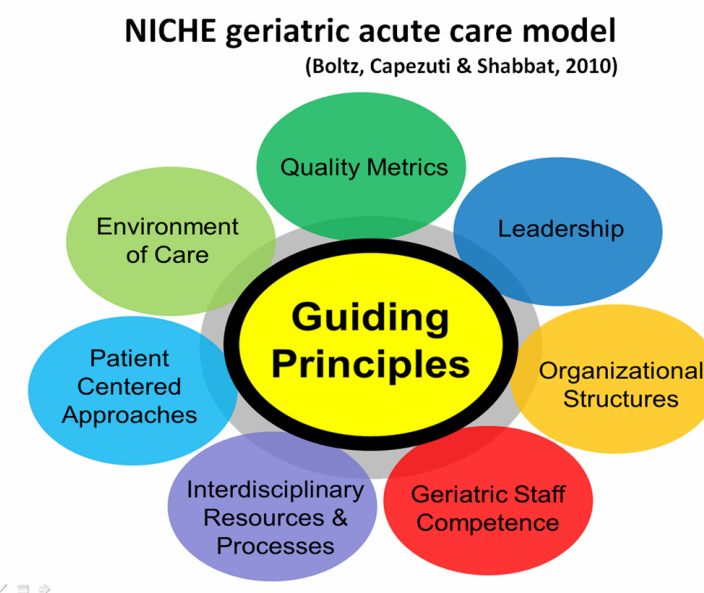 NICHE geriatric acute care model
(Boltz, Capezuti & Shabbat, 2010)
Quality Metrics
Leadership
Environment
of Care
Guiding
Principles
Organizational
Structures
Patient
Centered
Approaches
Interdisciplinary
Resources &
Processes
Geriatric Staff
Competence